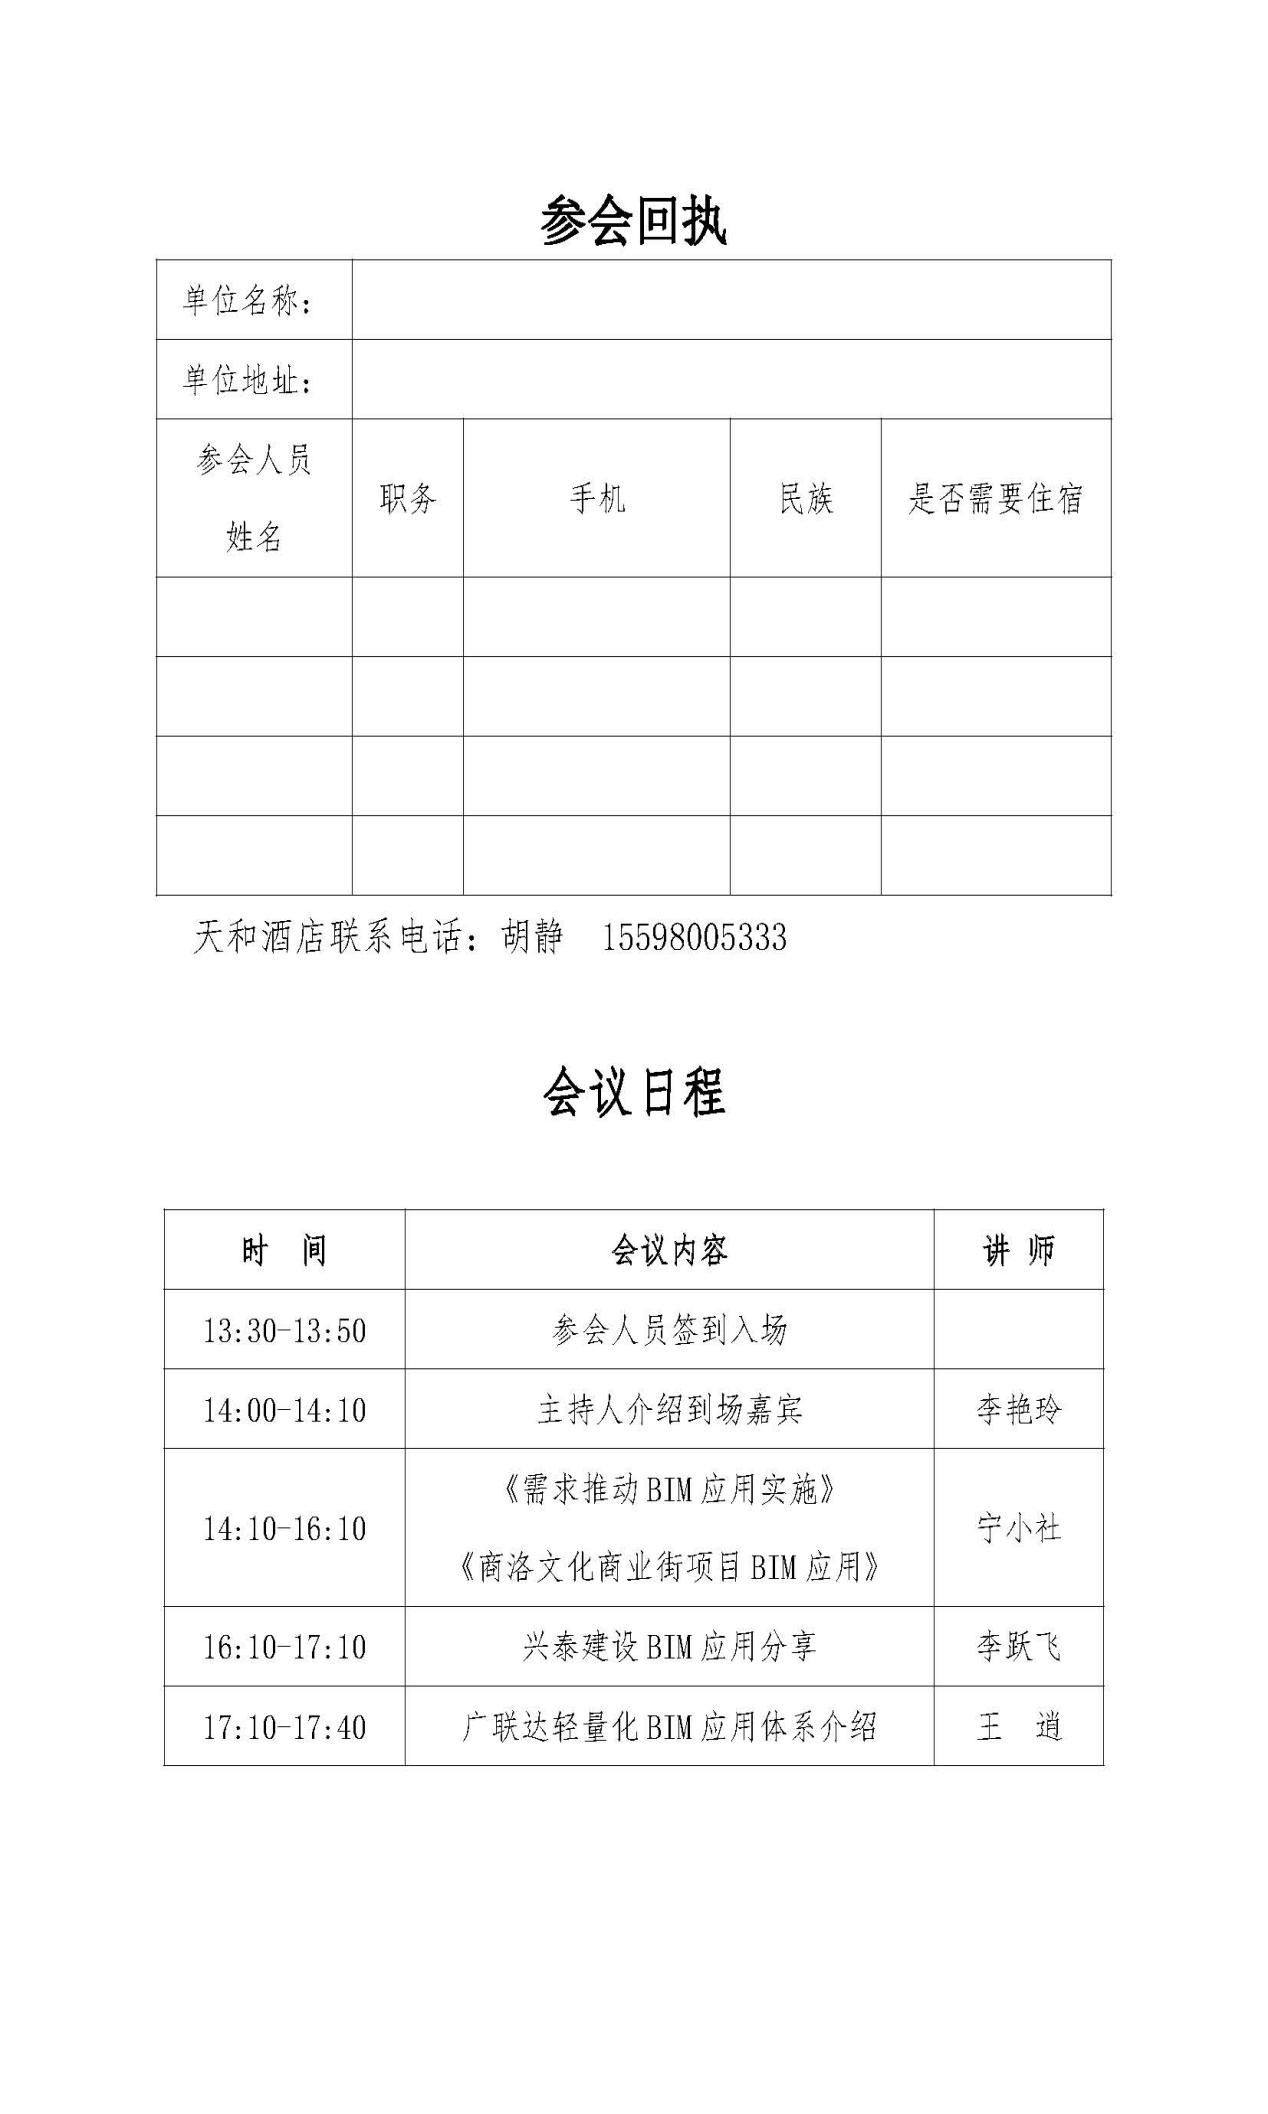 参会回执
单位名称：
单位地址：
参会人员
姓名
职务
手机
民族
是否需要住宿
天和酒店联系电话：胡静 15598005333
会议日程
时 间
会议内容
讲 师
13:30-13:50
参会人员签到入场
14:00-14:10
主持人介绍到场嘉宾
李艳玲
14:10-16:10
《需求推动BIM应用实施》
《商洛文化商业街项目BIM应用》
宁小社
16:10-17:10
兴泰建设BIM应用分享
李跃飞
17:10-17:40
广联达轻量化BIM应用体系介绍
王 逍